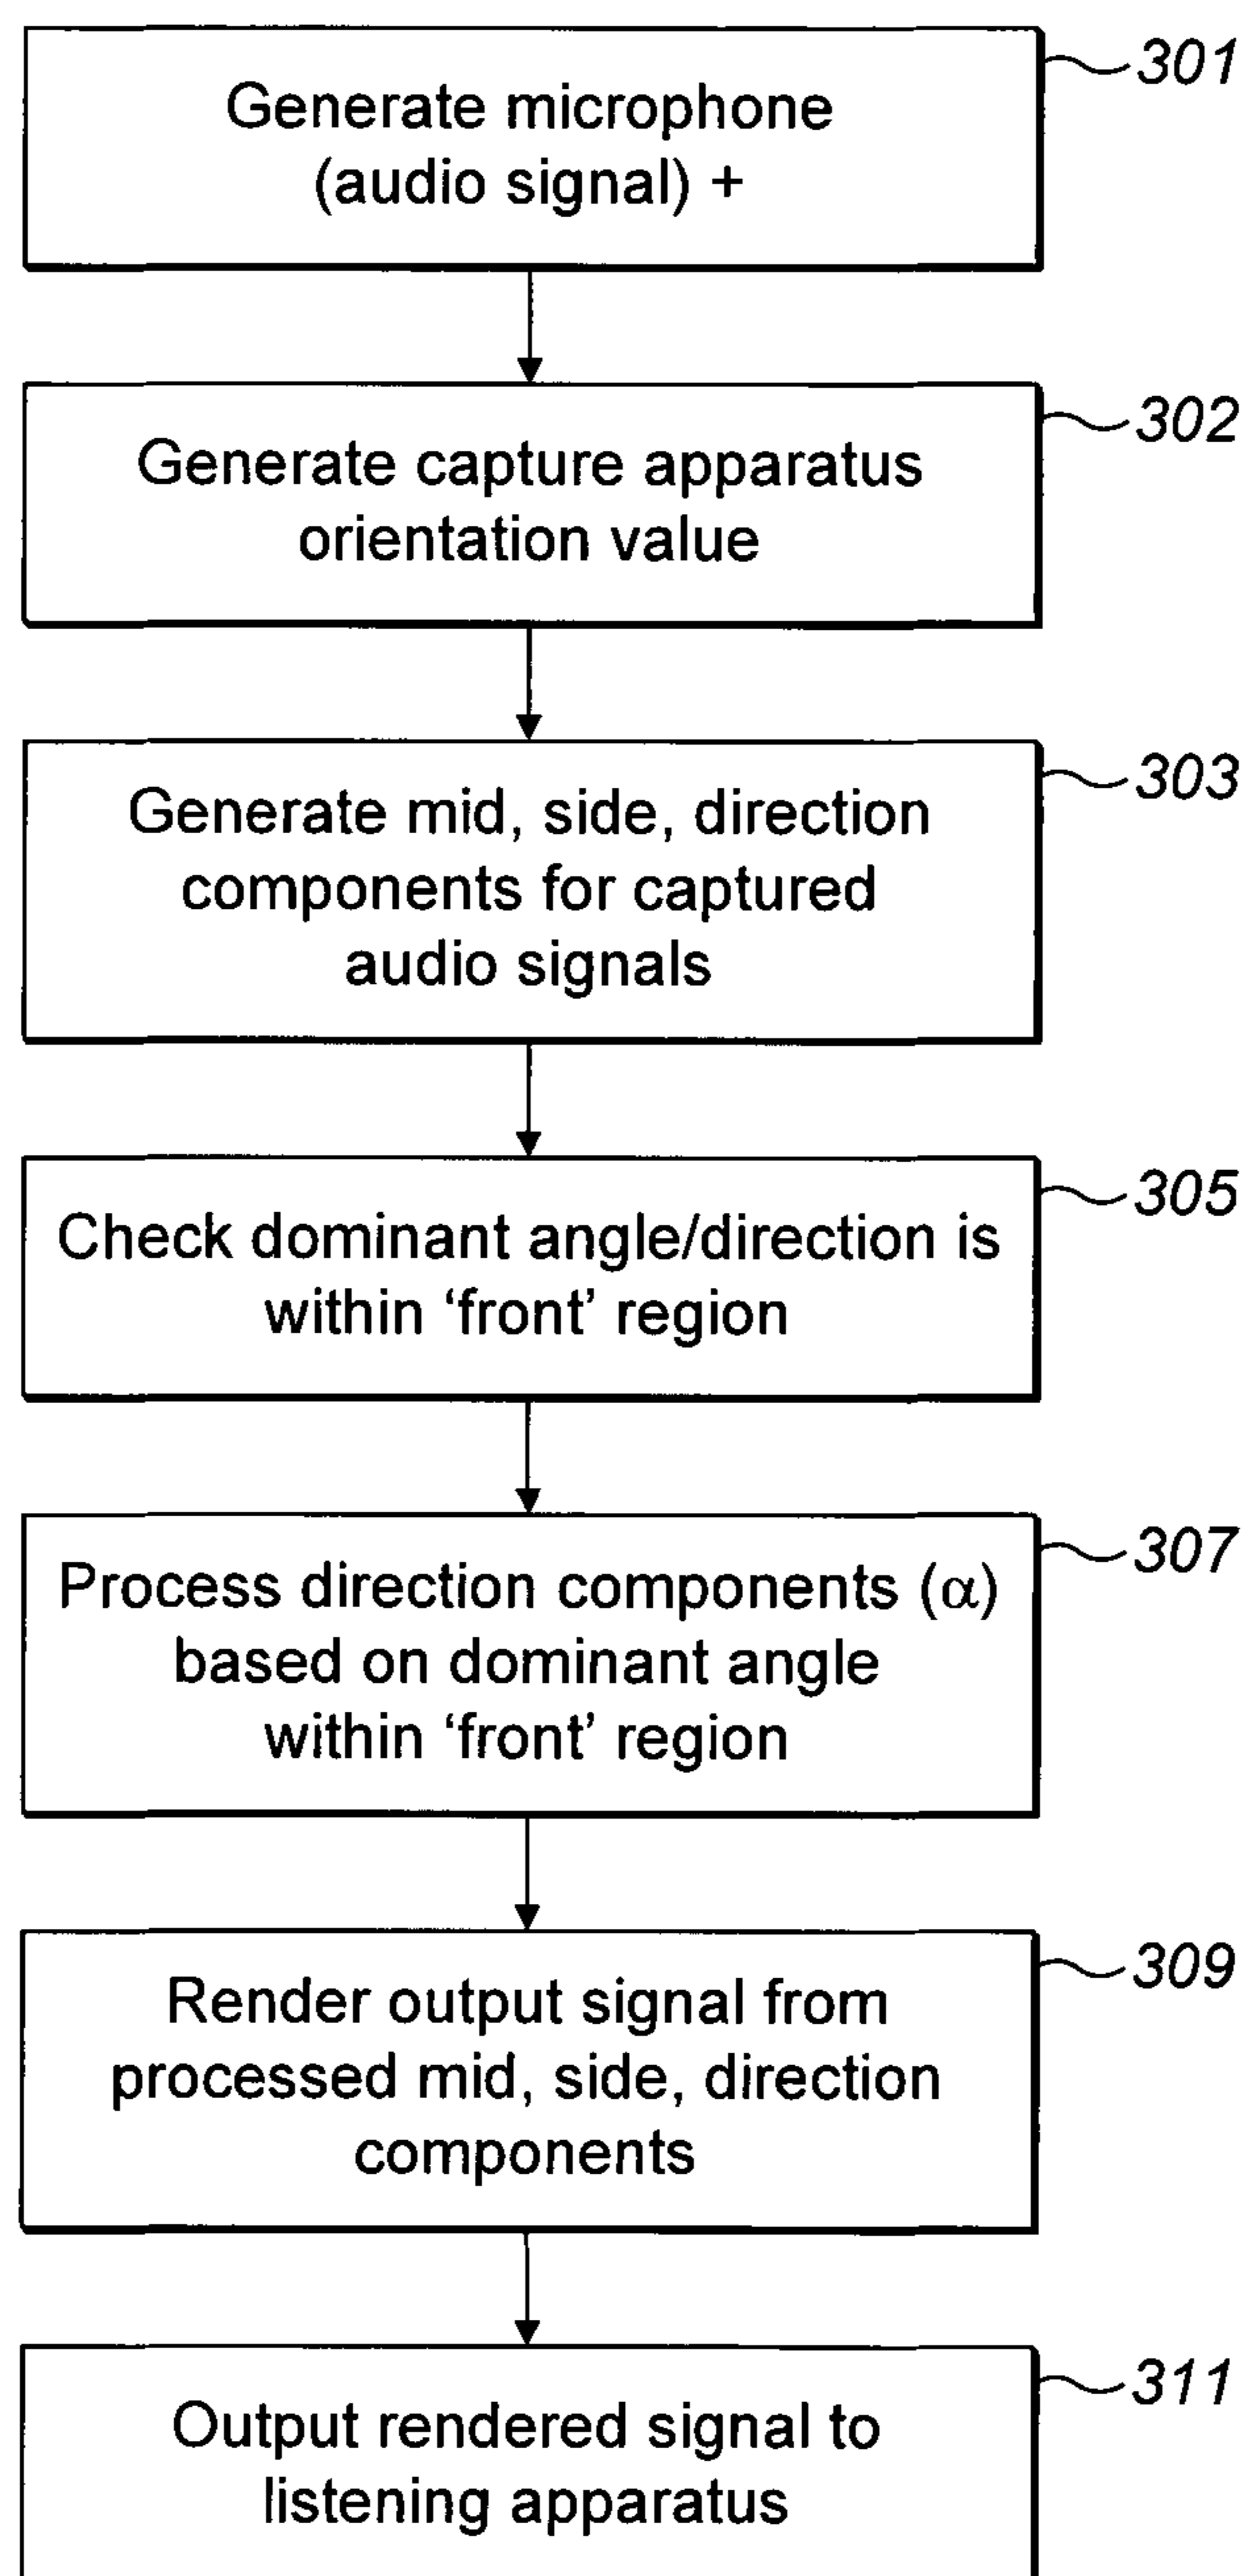 301
Generate microphone
(audio signal) +
302
Generate capture apparatus
orientation value
303
Generate mid, side, direction
components for captured
audio signals
305
Check dominant angle/direction is
within ‘front’ region
307
Process direction components (α)
based on dominant angle
within ‘front’ region
309
Render output signal from
processed mid, side, direction
components
311
Output rendered signal to
listening apparatus